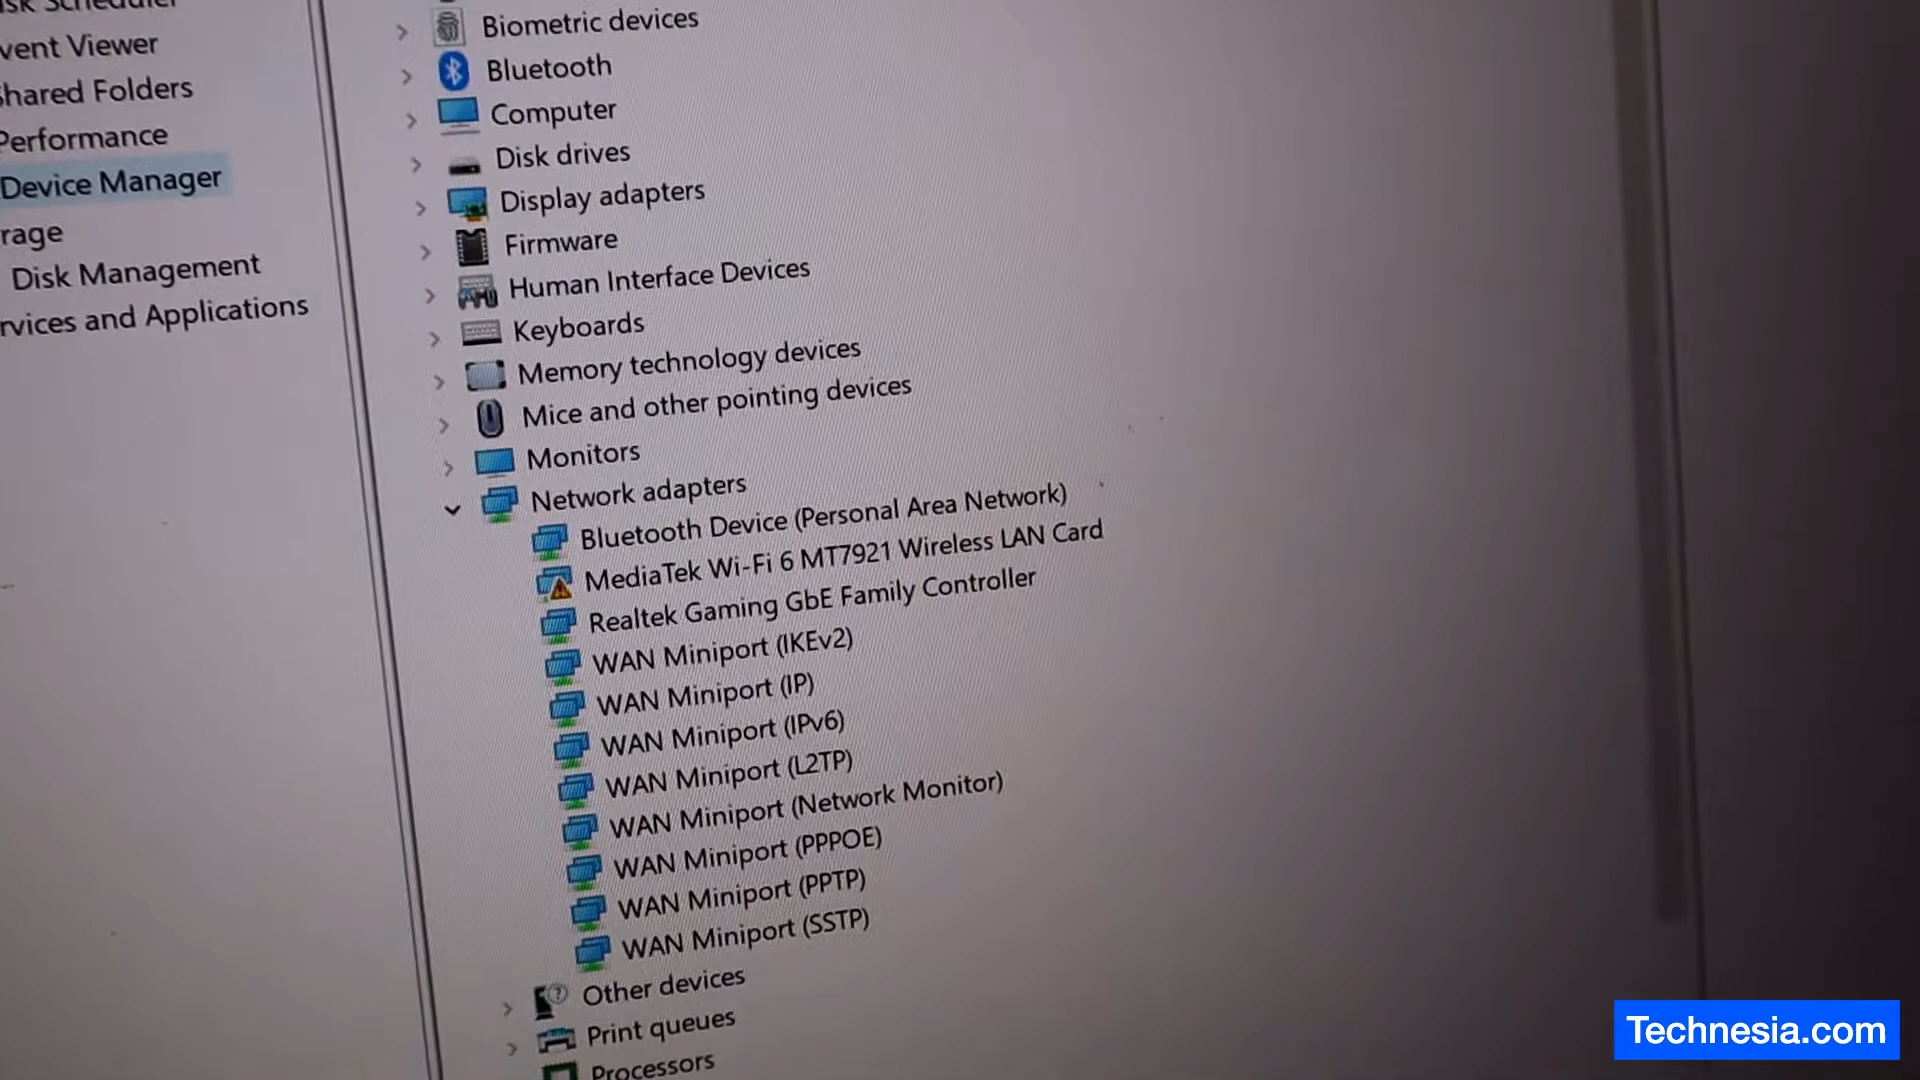 Event Viewer
Shared Folders
Performance
Device Manager
Disk Management
Services and Applications
Biometric devices
Bluetooth
Computer
Disk drives
Display adapters
Firmware
Human Interface Devices
Keyboards
Memory technology devices
Mice and other pointing devices
Monitors
Network adapters
Bluetooth Device (Personal Area Network)
MediaTek Wi-Fi 6 MT7921 Wireless LAN Card
Realtek Gaming GbE Family Controller
WAN Miniport (IKEv2)
WAN Miniport (IP)
WAN Miniport (IPv6)
WAN Miniport (L2TP)
WAN Miniport (Network Monitor)
WAN Miniport (PPPOE)
WAN Miniport (PPTP)
WAN Miniport (SSTP)
Other devices
Print queues
Processors
Technesia.com